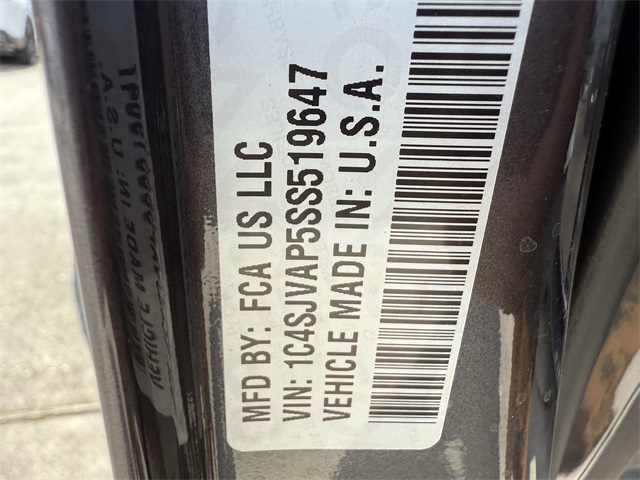 MFD BY: FCA US LLC
VIN: 1C4SJVAP5SS519647
VEHICLE MADE IN: U.S.A.